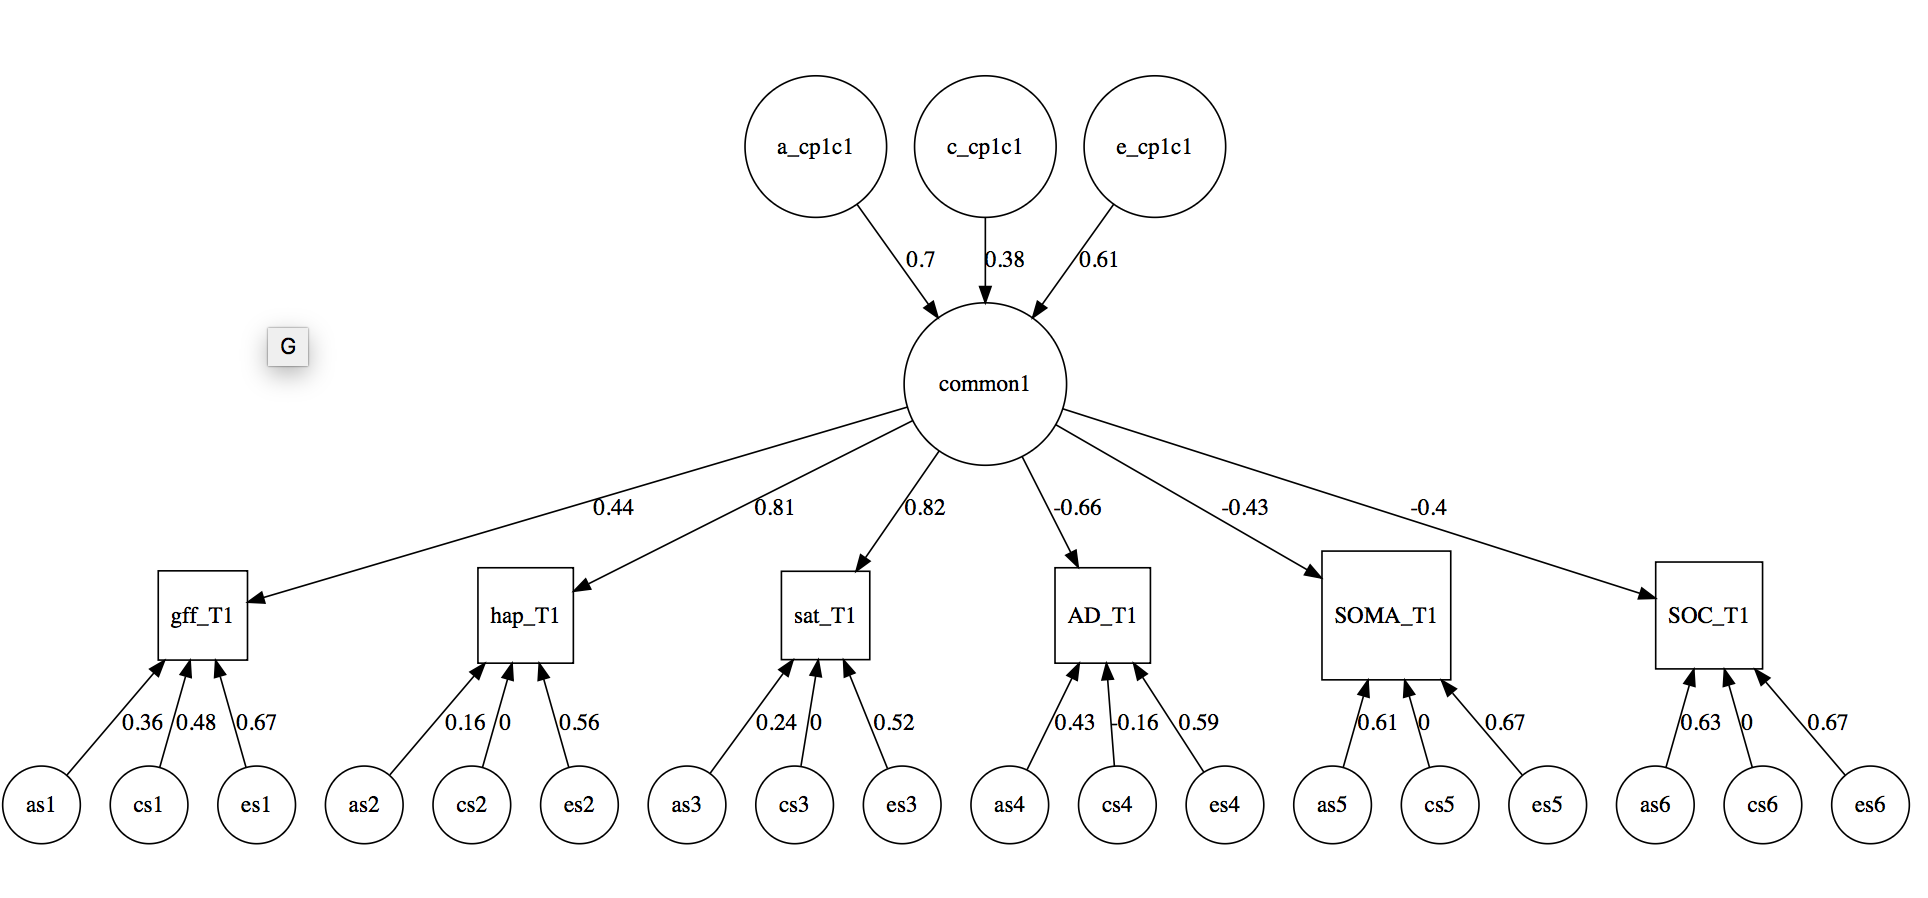 a_cp1c1 c_cp1c1 e_cp1c1
0.7 0.38 0.61
G
common1
0.44 0.81 0.82 -0.66 -0.43 -0.4
gff_T1 hap_T1 sat_T1 AD_T1 SOMA_T1 SOC_T1
0.36 0.48 0.67 0.16 0 0.56 0.24 0 0.52 0.43 -0.16 0.59 0.61 0 0.67 0.63 0 0.67
as1 cs1 es1 as2 cs2 es2 as3 cs3 es3 as4 cs4 es4 as5 cs5 es5 as6 cs6 es6